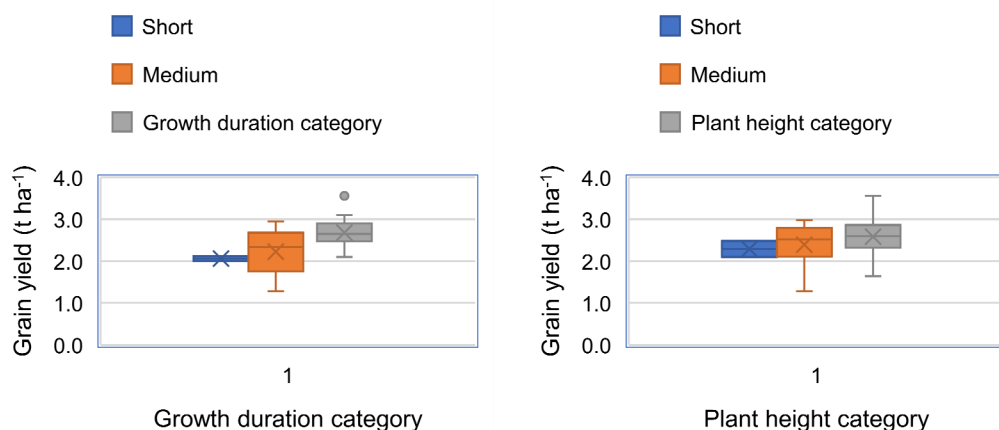 Short
Medium
Growth duration category
Grain yield (t ha⁻¹)
4.0
3.0
2.0
1.0
0.0
1
Growth duration category
Short
Medium
Plant height category
Grain yield (t ha⁻¹)
4.0
3.0
2.0
1.0
0.0
1
Plant height category